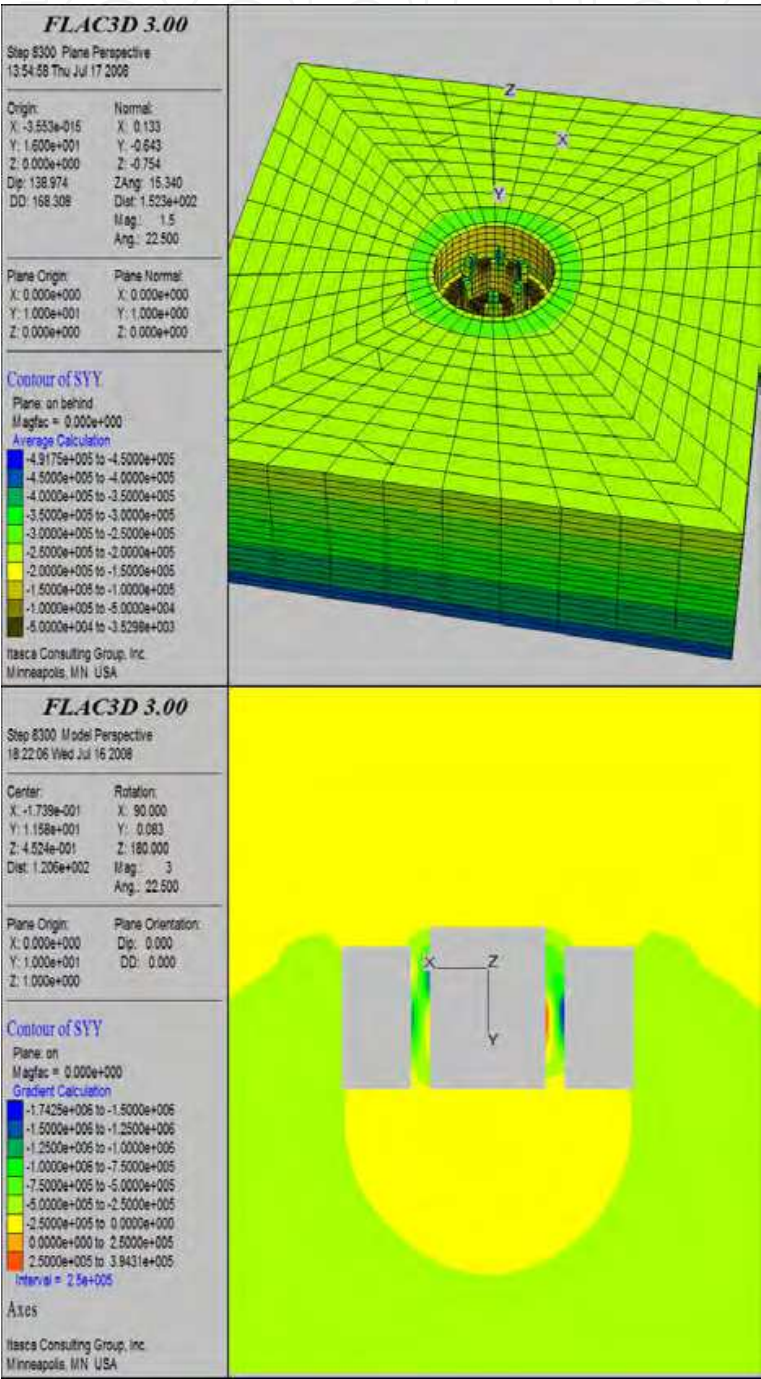 FLAC3D 3.00
Step 8300 Plane Perspective
13:54:58 Thu Jul 17 2008
Origin: Normal:
X: -3.553e-015 X: 0.133
Y: 1.600e+001 Y: -0.643
Z: 0.000e+000 Z: -0.754
Dip: 138.974 ZAng: 15.340
DD: 168.308 Dist: 1.523e+002
Mag.: 1.5
Ang.: 22.500
Plane Origin: Plane Normal:
X: 0.000e+000 X: 0.000e+000
Y: 1.000e+001 Y: 1.000e+000
Z: 0.000e+000 Z: 0.000e+000
Contour of SYY
Plane: on behind
Magfac = 0.000e+000
Average Calculation
-4.9175e+005 to -4.5000e+005
-4.5000e+005 to -4.0000e+005
-4.0000e+005 to -3.5000e+005
-3.5000e+005 to -3.0000e+005
-3.0000e+005 to -2.5000e+005
-2.5000e+005 to -2.0000e+005
-2.0000e+005 to -1.5000e+005
-1.5000e+005 to -1.0000e+005
-1.0000e+005 to -5.0000e+004
-5.0000e+004 to -3.5298e+003
Itasca Consulting Group, Inc.
Minneapolis, MN USA
Z
X
Y
FLAC3D 3.00
Step 8300 Model Perspective
18:22:06 Wed Jul 16 2008
Center: Rotation:
X: -1.739e-001 X: 90.000
Y: 1.158e+001 Y: 0.083
Z: 4.524e-001 Z: 180.000
Dist: 1.206e+002 Mag.: 3
Ang.: 22.500
Plane Origin: Plane Orientation:
X: 0.000e+000 Dip: 0.000
Y: 1.000e+001 DD: 0.000
Z: 1.000e+000
Contour of SYY
Plane: on
Magfac = 0.000e+000
Gradient Calculation
-1.7425e+006 to -1.5000e+006
-1.5000e+006 to -1.2500e+006
-1.2500e+006 to -1.0000e+006
-1.0000e+006 to -7.5000e+005
-7.5000e+005 to -5.0000e+005
-5.0000e+005 to -2.5000e+005
-2.5000e+005 to 0.0000e+000
0.0000e+000 to 2.5000e+005
2.5000e+005 to 3.9431e+005
Interval = 2.5e+005
Axes
Itasca Consulting Group, Inc.
Minneapolis, MN USA
X Z
Y